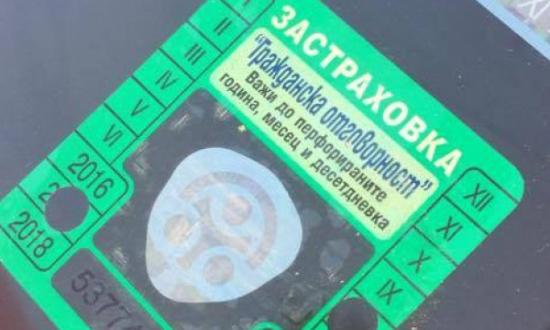 ЗАСТРАХОВКА
"Гражданска отговорност"
Важи до перфорираните
година, месец и десетдневка
II
III
IV
V
VI
2016
2018
XII
XI
X
IX